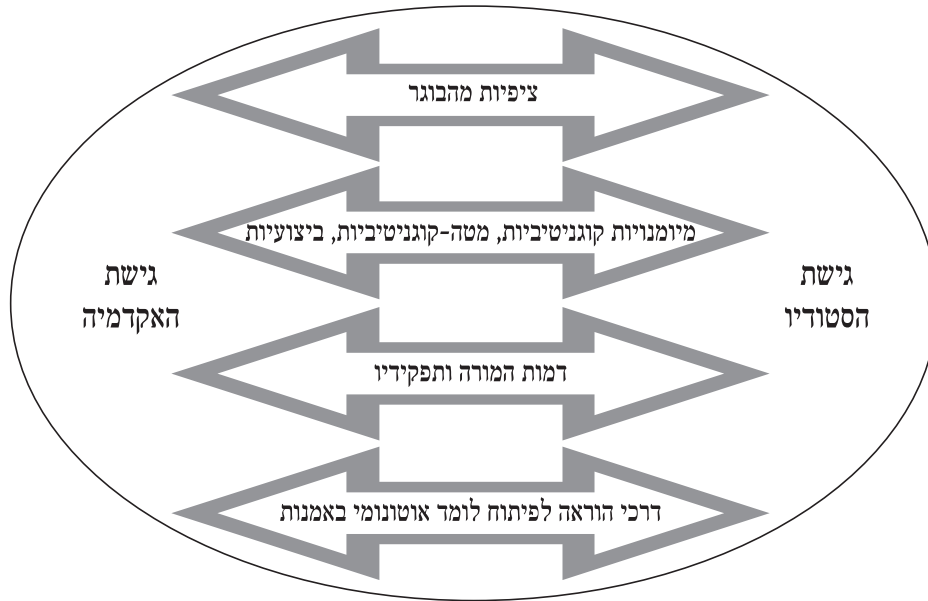 ציפיות מהבוגר
מיומנויות קוגניטיביות, מטה-קוגניטיביות, ביצועיות
גישת
הסטודיו
גישת
האקדמיה
דמות המורה ותפקידיו
דרכי הוראה לפיתוח לומד אוטונומי באמנות